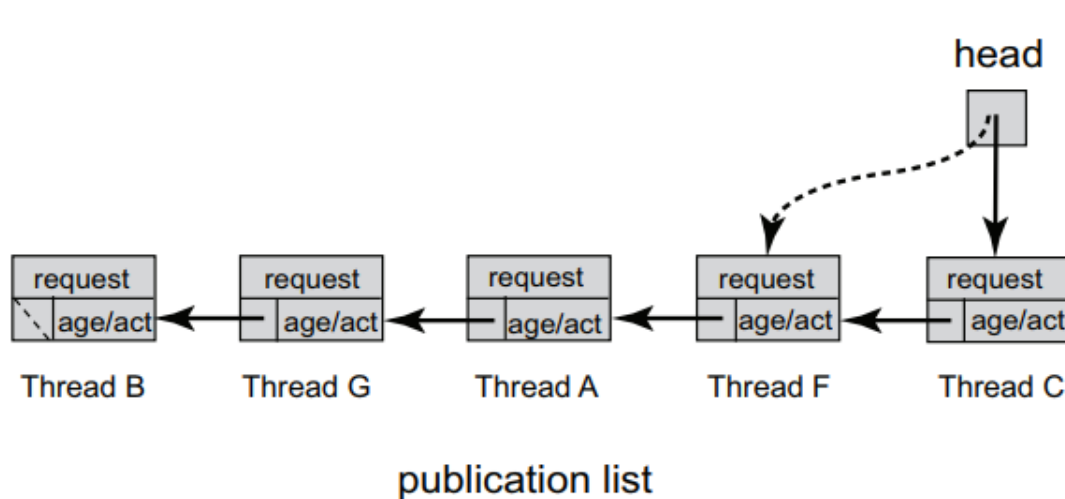 head
request request request request request
age/act age/act age/act age/act age/act
Thread B Thread G Thread A Thread F Thread C
publication list